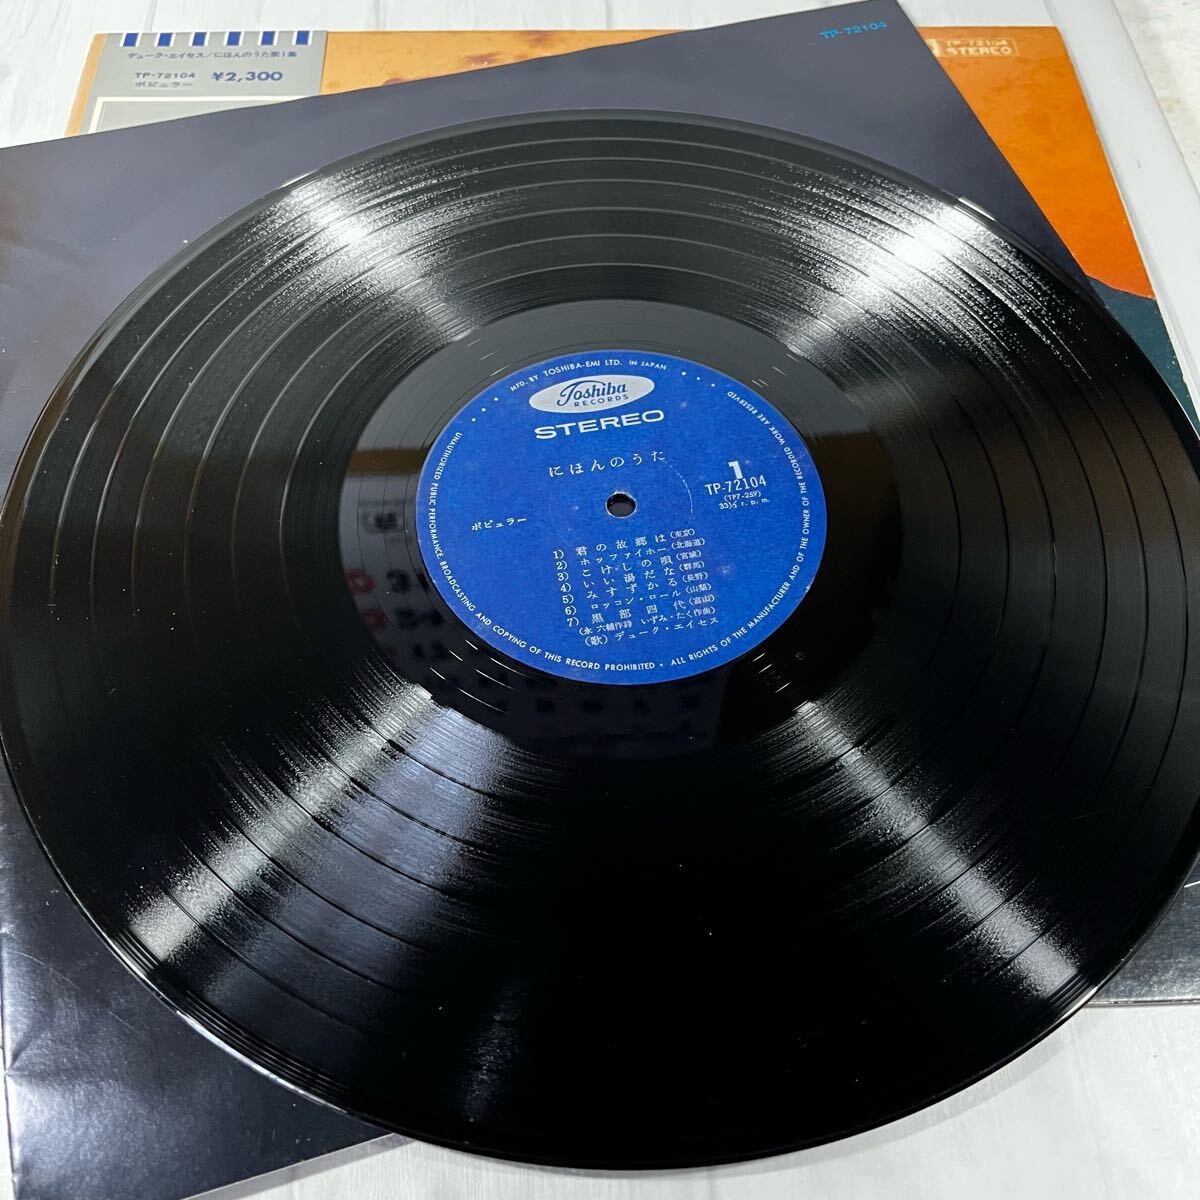 デューク・エイセス/にほんのうた第1集
TP-72104 ¥2,300
ポピュラー
TP-72104
TP-72104
STEREO
MFD. BY TOSHIBA-EMI LTD. IN JAPAN
Toshiba
RECORDS
STEREO
にほんのうた
1
TP-72104
(TP7-259)
33⅓ r. p. m.
ポピュラー
1) 君の故郷は(東京)
2) ホッファイホー(北海道)
3) こけしの唄(宮城)
4) いい湯だな(群馬)
5) みすずかる(長野)
6) ロッコン・ロール(山梨)
7) 黒部四代(富山)
(永 六輔作詩 いずみ・たく作曲)
(歌) デューク・エイセス
UNAUTHORIZED PUBLIC PERFORMANCE, BROADCASTING AND COPYING OF THIS RECORD PROHIBITED • ALL RIGHTS OF THE MANUFACTURER AND OF THE OWNER OF THE RECORDED WORK ARE RESERVED